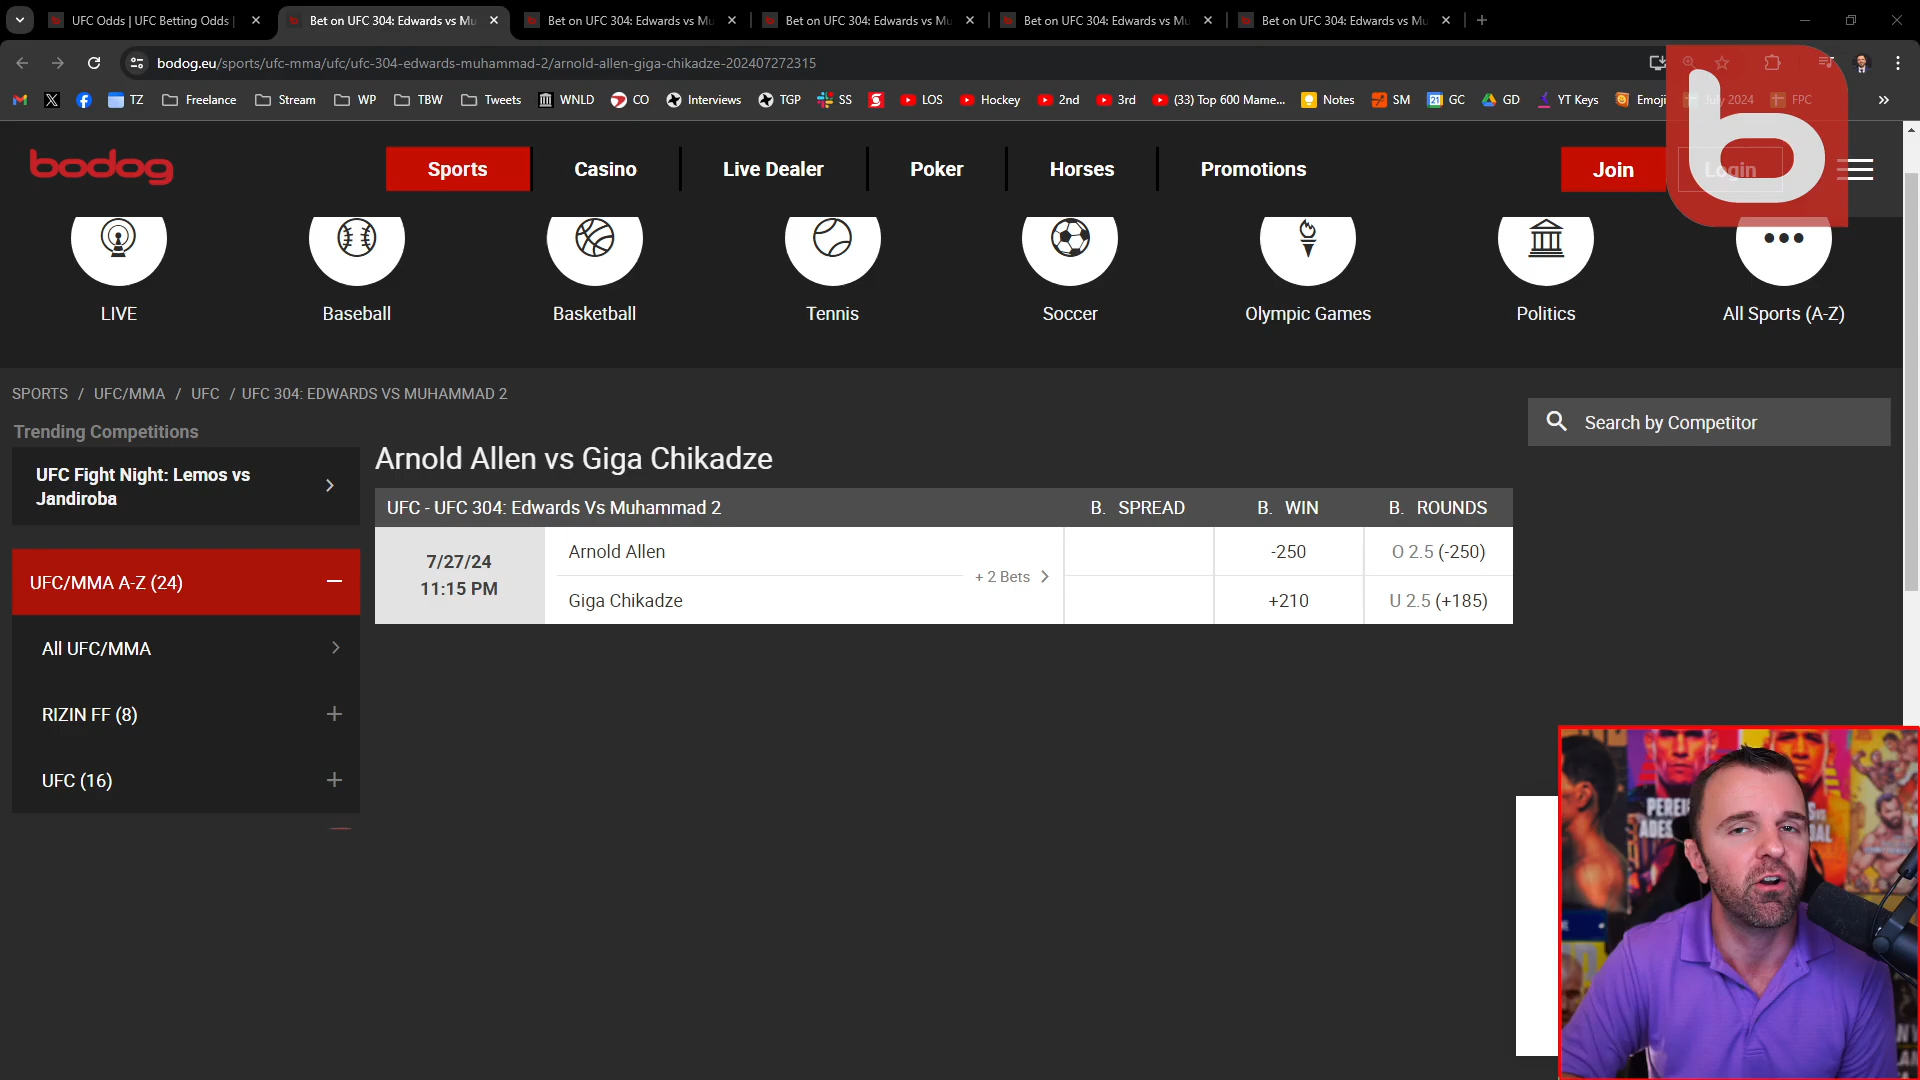 UFC Odds | UFC Betting Odds |
Bet on UFC 304: Edwards vs Mu
Bet on UFC 304: Edwards vs Mu
Bet on UFC 304: Edwards vs Mu
Bet on UFC 304: Edwards vs Mu
Bet on UFC 304: Edwards vs Mu
bodog.eu/sports/ufc-mma/ufc/ufc-304-edwards-muhammad-2/arnold-allen-giga-chikadze-202407272315
TZ Freelance Stream WP TBW Tweets WNLD CO Interviews TGP SS LOS Hockey 2nd 3rd (33) Top 600 Mame... Notes SM GC GD YT Keys Emoji July 2024 FPC
bodog
Sports
Casino
Live Dealer
Poker
Horses
Promotions
Join
Login
b
LIVE
Baseball
Basketball
Tennis
Soccer
Olympic Games
Politics
All Sports (A-Z)
SPORTS / UFC/MMA / UFC / UFC 304: EDWARDS VS MUHAMMAD 2
Search by Competitor
Trending Competitions
UFC Fight Night: Lemos vs
Jandiroba
UFC/MMA A-Z (24)
All UFC/MMA
RIZIN FF (8)
UFC (16)
Arnold Allen vs Giga Chikadze
UFC - UFC 304: Edwards Vs Muhammad 2
B. SPREAD
B. WIN
B. ROUNDS
7/27/24
11:15 PM
Arnold Allen
-250
O 2.5 (-250)
+ 2 Bets
Giga Chikadze
+210
U 2.5 (+185)
PEREI
ADES